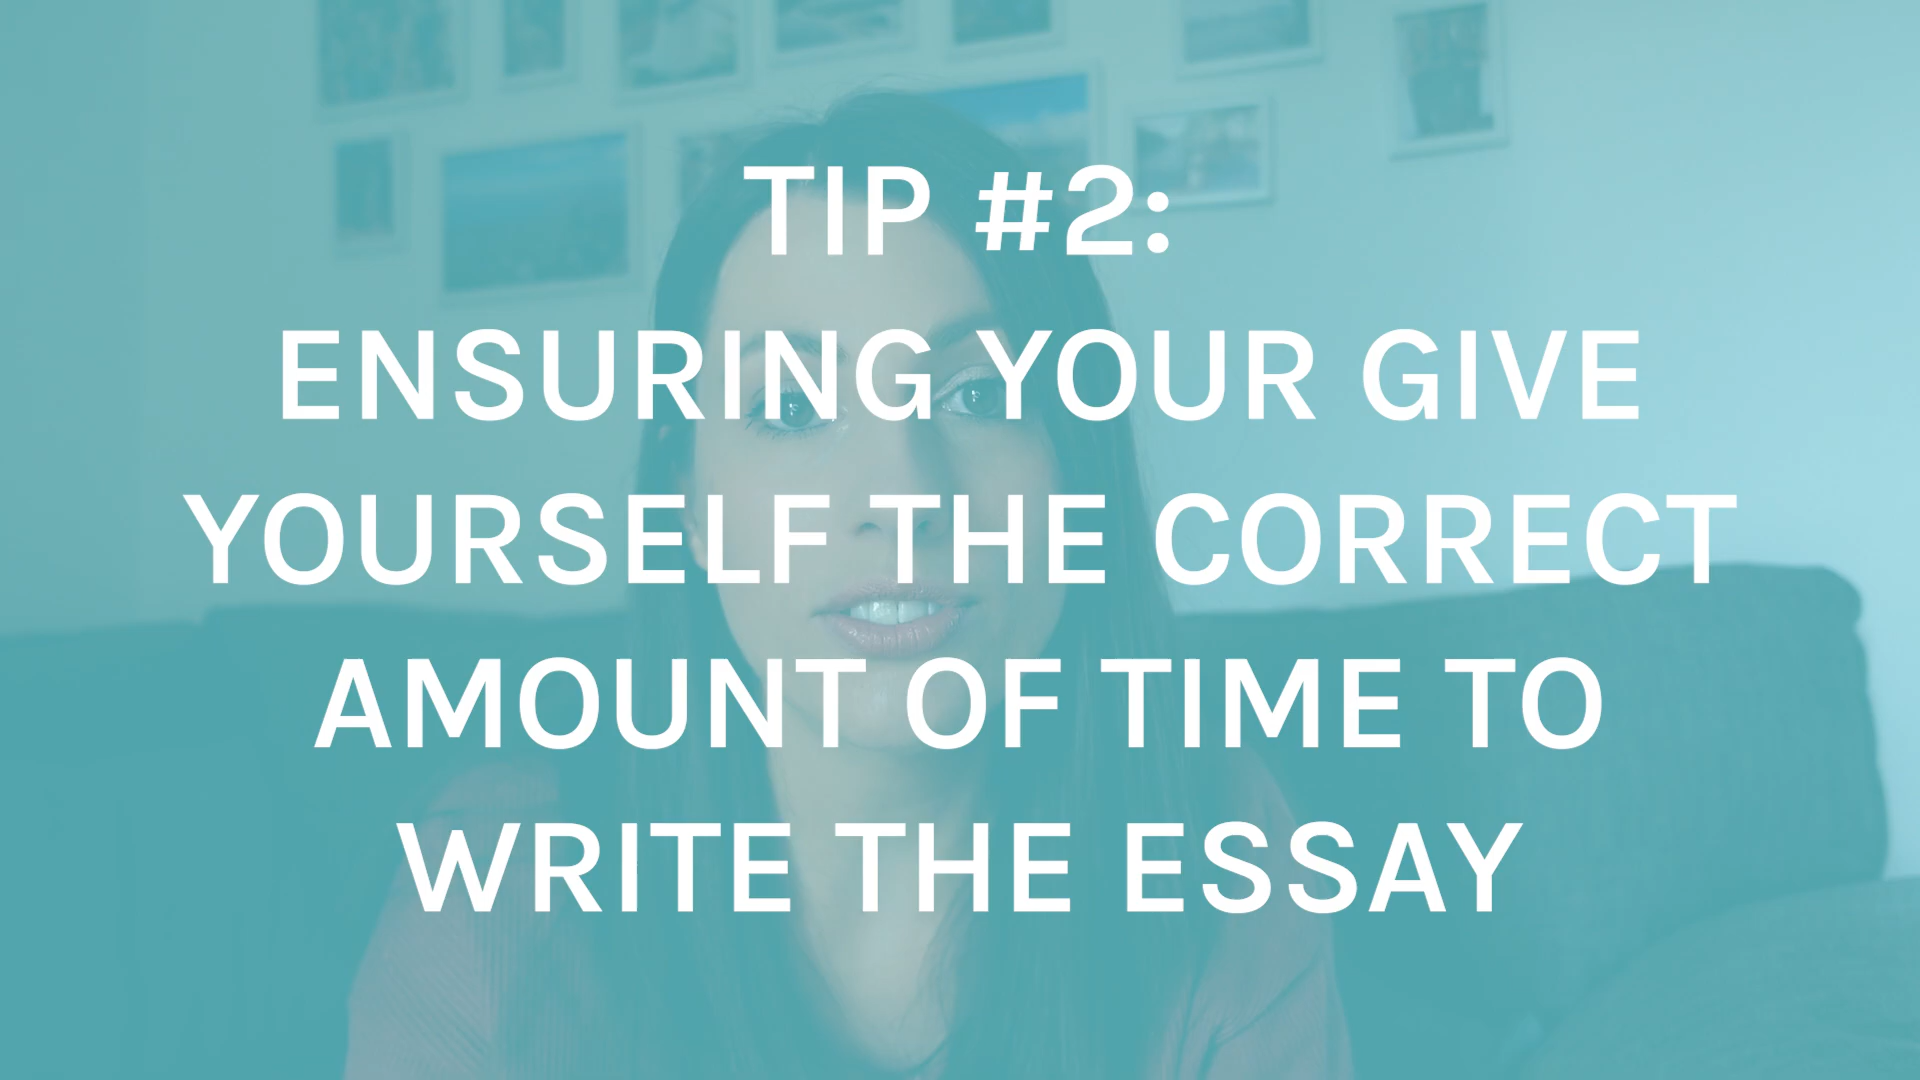 TIP #2:
ENSURING YOUR GIVE
YOURSELF THE CORRECT
AMOUNT OF TIME TO
WRITE THE ESSAY